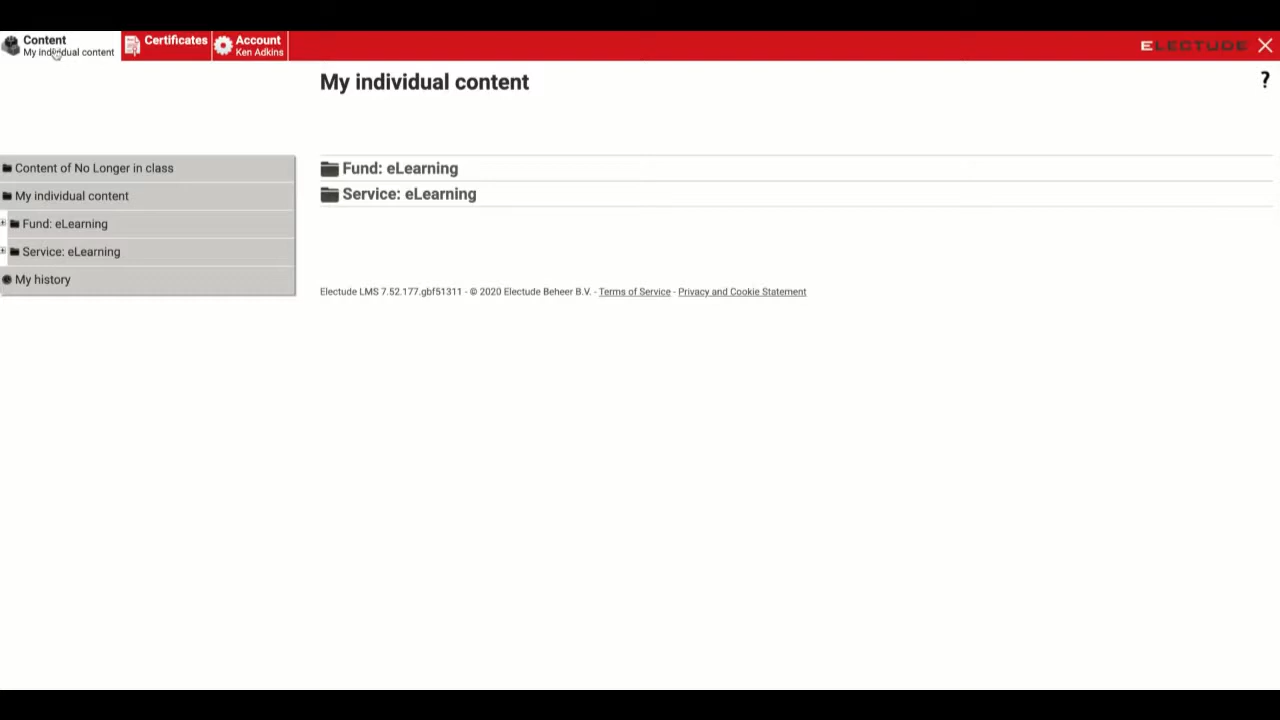 Content
My individual content
Certificates
Account
Ken Adkins
ELECTUDE
My individual content
?
Content of No Longer in class
My individual content
Fund: eLearning
Service: eLearning
My history
Fund: eLearning
Service: eLearning
Electude LMS 7.52.177.gbf51311 - © 2020 Electude Beheer B.V. - Terms of Service - Privacy and Cookie Statement